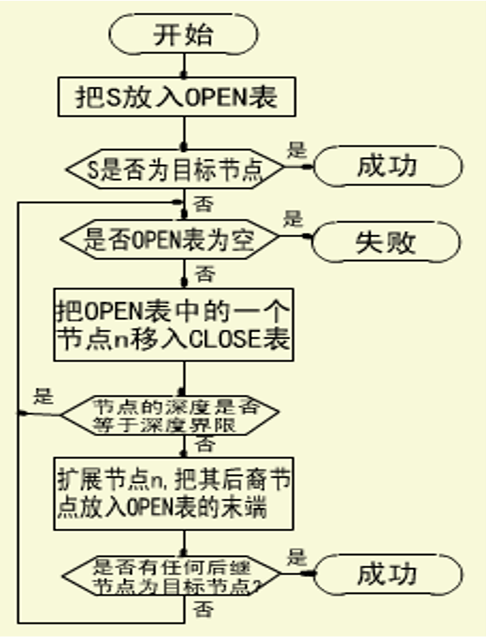 开始
把S放入OPEN表
S是否为目标节点
是
成功
否
是否OPEN表为空
是
失败
否
把OPEN表中的一个
节点n移入CLOSE表
节点的深度是否
等于深度界限
是
否
扩展节点n,把其后裔节
点放入OPEN表的末端
是否有任何后继
节点为目标节点?
是
成功
否